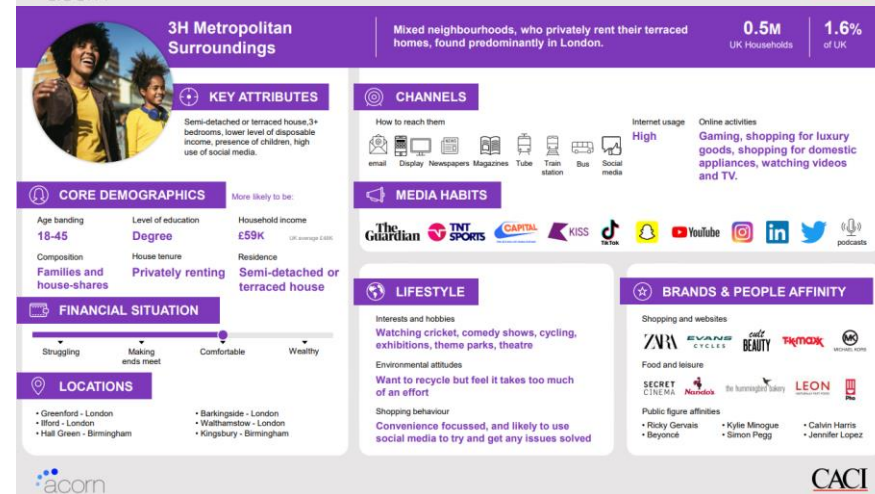 3H Metropolitan
Surroundings
Mixed neighbourhoods, who privately rent their terraced
homes, found predominantly in London.
0.5M
UK Households
1.6%
of UK
KEY ATTRIBUTES
Semi-detached or terraced house,3+
bedrooms, lower level of disposable
income, presence of children, high
use of social media.
CORE DEMOGRAPHICS
More likely to be:
Age banding
18-45
Level of education
Degree
Household income
£59K
UK average
Composition
Families and
house-shares
House tenure
Privately renting
Residence
Semi-detached or
terraced house
FINANCIAL SITUATION
Struggling
Making
ends meet
Comfortable
Wealthy
LOCATIONS
• Greenford - London
• Ilford - London
• Hall Green - Birmingham
• Barkingside - London
• Walthamstow - London
• Kingsbury - Birmingham
CHANNELS
How to reach them
email
Display
Newspapers
Magazines
Tube
Train
station
Bus
Social
media
Internet usage
High
Online activities
Gaming, shopping for luxury
goods, shopping for domestic
appliances, watching videos
and TV.
MEDIA HABITS
The
Guardian
TNT
SPORTS
CAPITAL
KISS
TikTok
YouTube
in
podcasts
LIFESTYLE
Interests and hobbies
Watching cricket, comedy shows, cycling,
exhibitions, theme parks, theatre
Environmental attitudes
Want to recycle but feel it takes too much
of an effort
Shopping behaviour
Convenience focussed, and likely to use
social media to try and get any issues solved
BRANDS & PEOPLE AFFINITY
Shopping and websites
ZARA
EVANS
CYCLES
cult
BEAUTY
TK maxx
MK
MICHAEL KORS
Food and leisure
SECRET
CINEMA
Nando's
the hummingbird bakery
LEON
Pho
Public figure affinities
• Ricky Gervais
• Beyoncé
• Kylie Minogue
• Simon Pegg
• Calvin Harris
• Jennifer Lopez
acorn
CACI